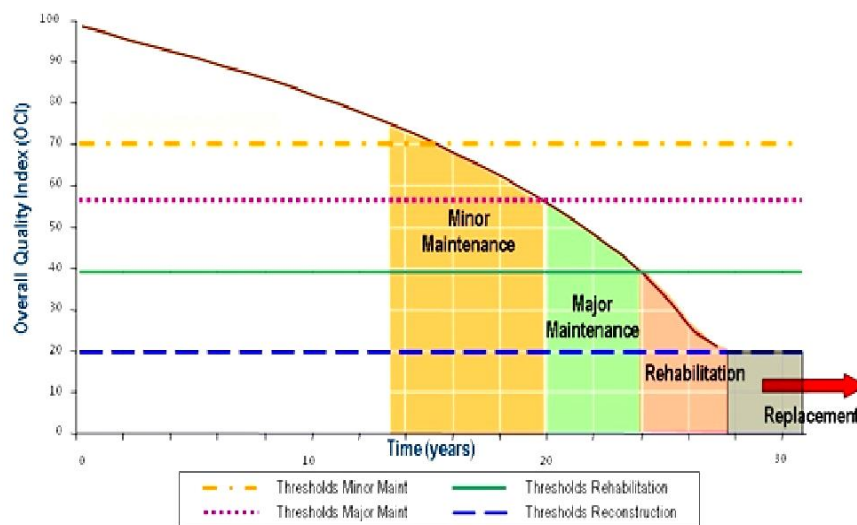 100
90
80
70
60
50
40
30
20
10
0
Overall Quality Index (OCI)
Minor
Maintenance
Major
Maintenance
Rehabilitation
Replacement
0
10
20
30
Time (years)
Thresholds Minor Maint
Thresholds Rehabilitation
Thresholds Major Maint
Thresholds Reconstruction